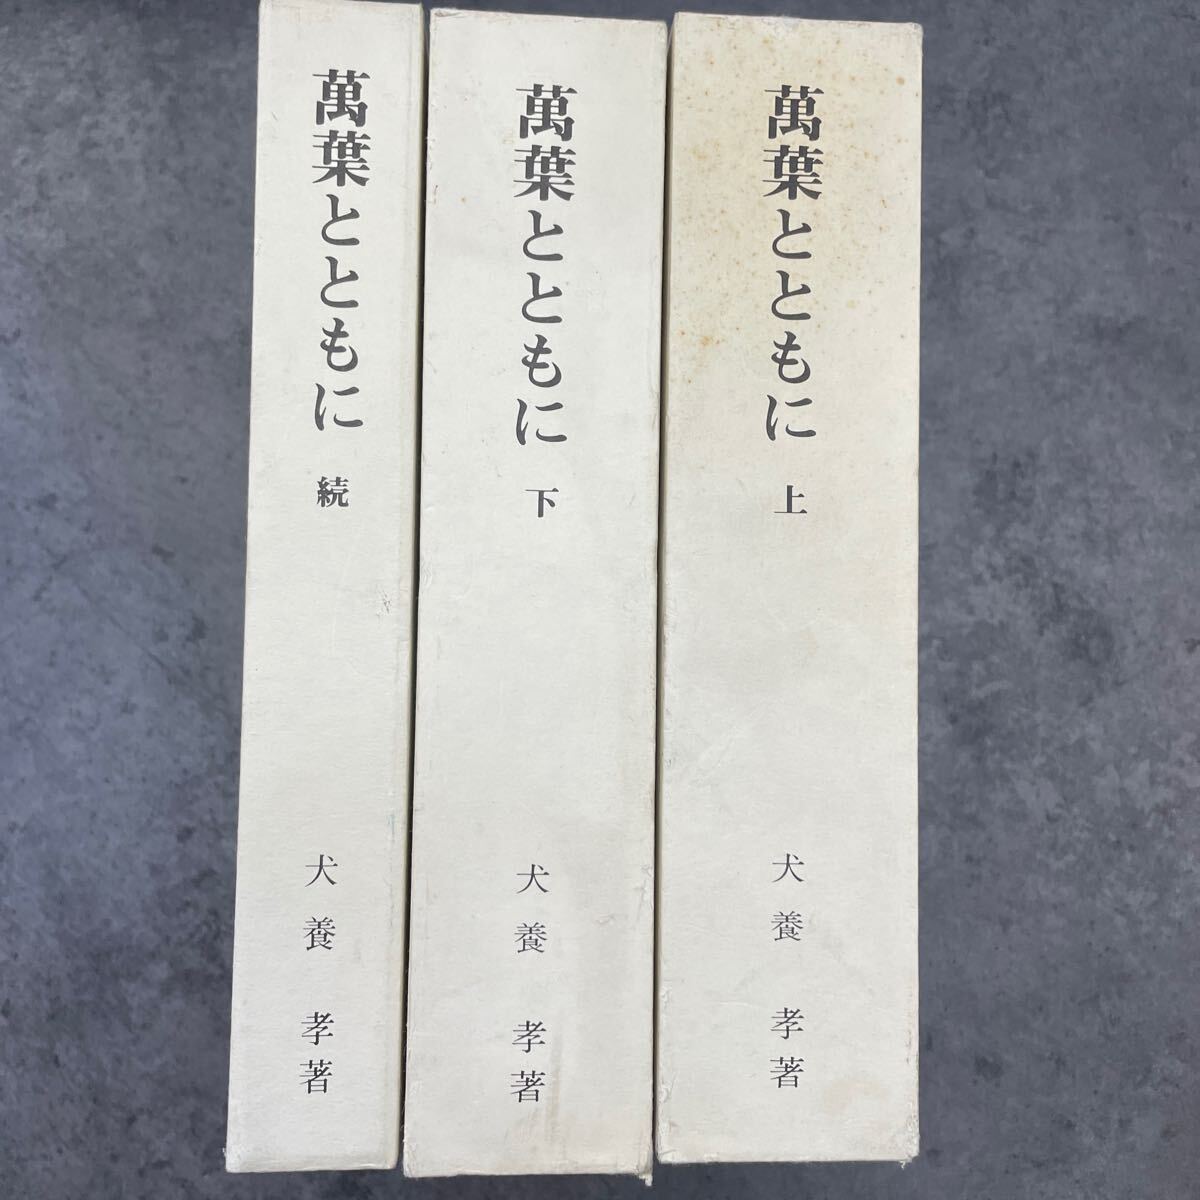 萬葉とともに 上
犬養 孝著
萬葉とともに 下
犬養 孝著
萬葉とともに 続
犬養 孝著